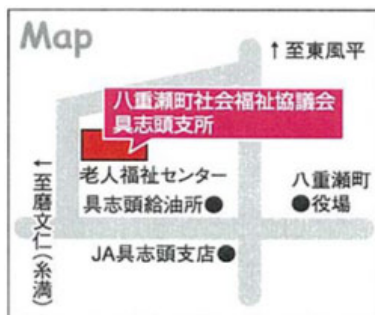 Map
↑至東風平
八重瀬町社会福祉協議会
具志頭支所
老人福祉センター
具志頭給油所●
八重瀬町
●役場
JA具志頭支店●
←至磨文仁(糸満)